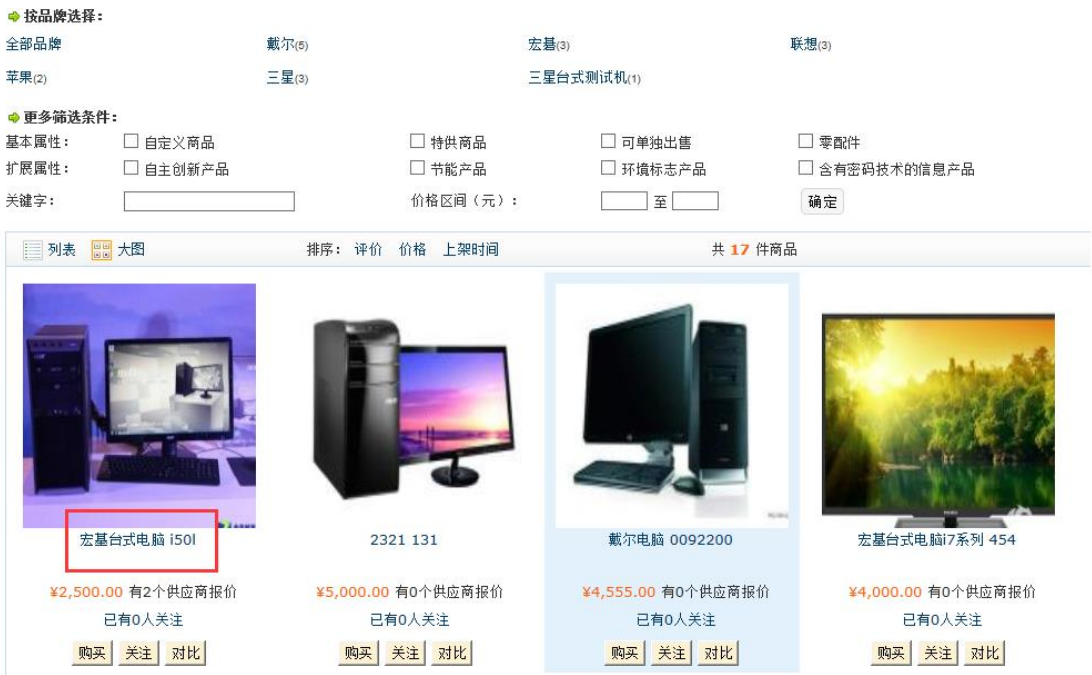 按品牌选择：
全部品牌 戴尔(5) 宏碁(3) 联想(3)
苹果(2) 三星(3) 三星台式测试机(1)
更多筛选条件：
基本属性： 自定义商品 特供商品 可单独出售 零配件
扩展属性： 自主创新产品 节能产品 环境标志产品 含有密码技术的信息产品
关键字： 价格区间（元）： 至 确定
列表 大图 排序： 评价 价格 上架时间 共 17 件商品
宏基台式电脑 i50l 2321 131 戴尔电脑 0092200 宏基台式电脑i7系列 454
¥2,500.00 有2个供应商报价 ¥5,000.00 有0个供应商报价 ¥4,555.00 有0个供应商报价 ¥4,000.00 有0个供应商报价
已有0人关注 已有0人关注 已有0人关注 已有0人关注
购买 关注 对比 购买 关注 对比 购买 关注 对比 购买 关注 对比